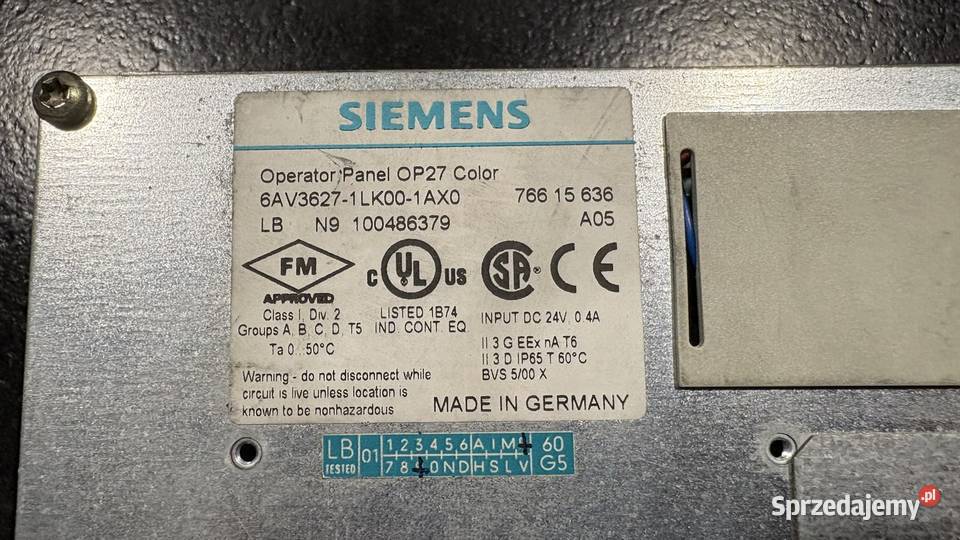 SIEMENS
Operator Panel OP27 Color
6AV3627-1LK00-1AX0 766 15 636
LB N9 100486379 A05
FM
APPROVED
Class I, Div. 2
Groups A, B, C, D, T5
Ta 0...50°C
C UL US
LISTED 1B74
IND. CONT. EQ.
SA ® CE
INPUT DC 24V, 0.4A
II 3 G EEx nA T6
II 3 D IP65 T 60°C
BVS 5/00 X
Warning - do not disconnect while
circuit is live unless location is
known to be nonhazardous
MADE IN GERMANY
LB 01 1 2 3 4 5 6 A I M 60
TESTED 7 8 0 N D H S L V G5
Sprzedajemy.pl